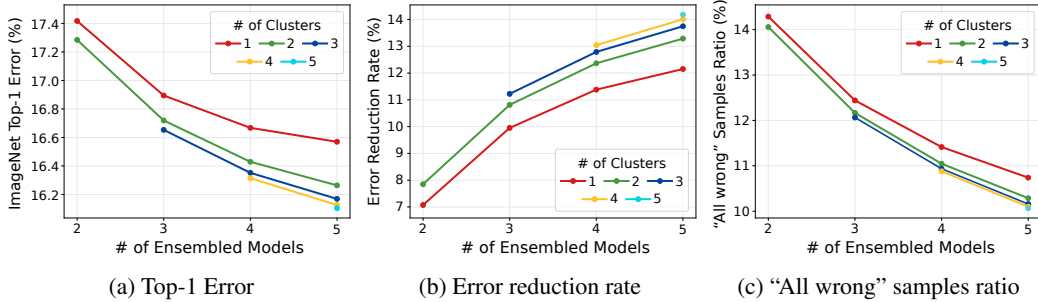 ImageNet Top-1 Error (%)
17.4
17.2
17.0
16.8
16.6
16.4
16.2
# of Clusters
1 2 3
4 5
2 3 4 5
# of Ensembled Models
(a) Top-1 Error
Error Reduction Rate (%)
14
13
12
11
10
9
8
7
# of Clusters
1 2 3
4 5
2 3 4 5
# of Ensembled Models
(b) Error reduction rate
“All wrong” Samples Ratio (%)
14
13
12
11
10
# of Clusters
1 2 3
4 5
2 3 4 5
# of Ensembled Models
(c) “All wrong” samples ratio